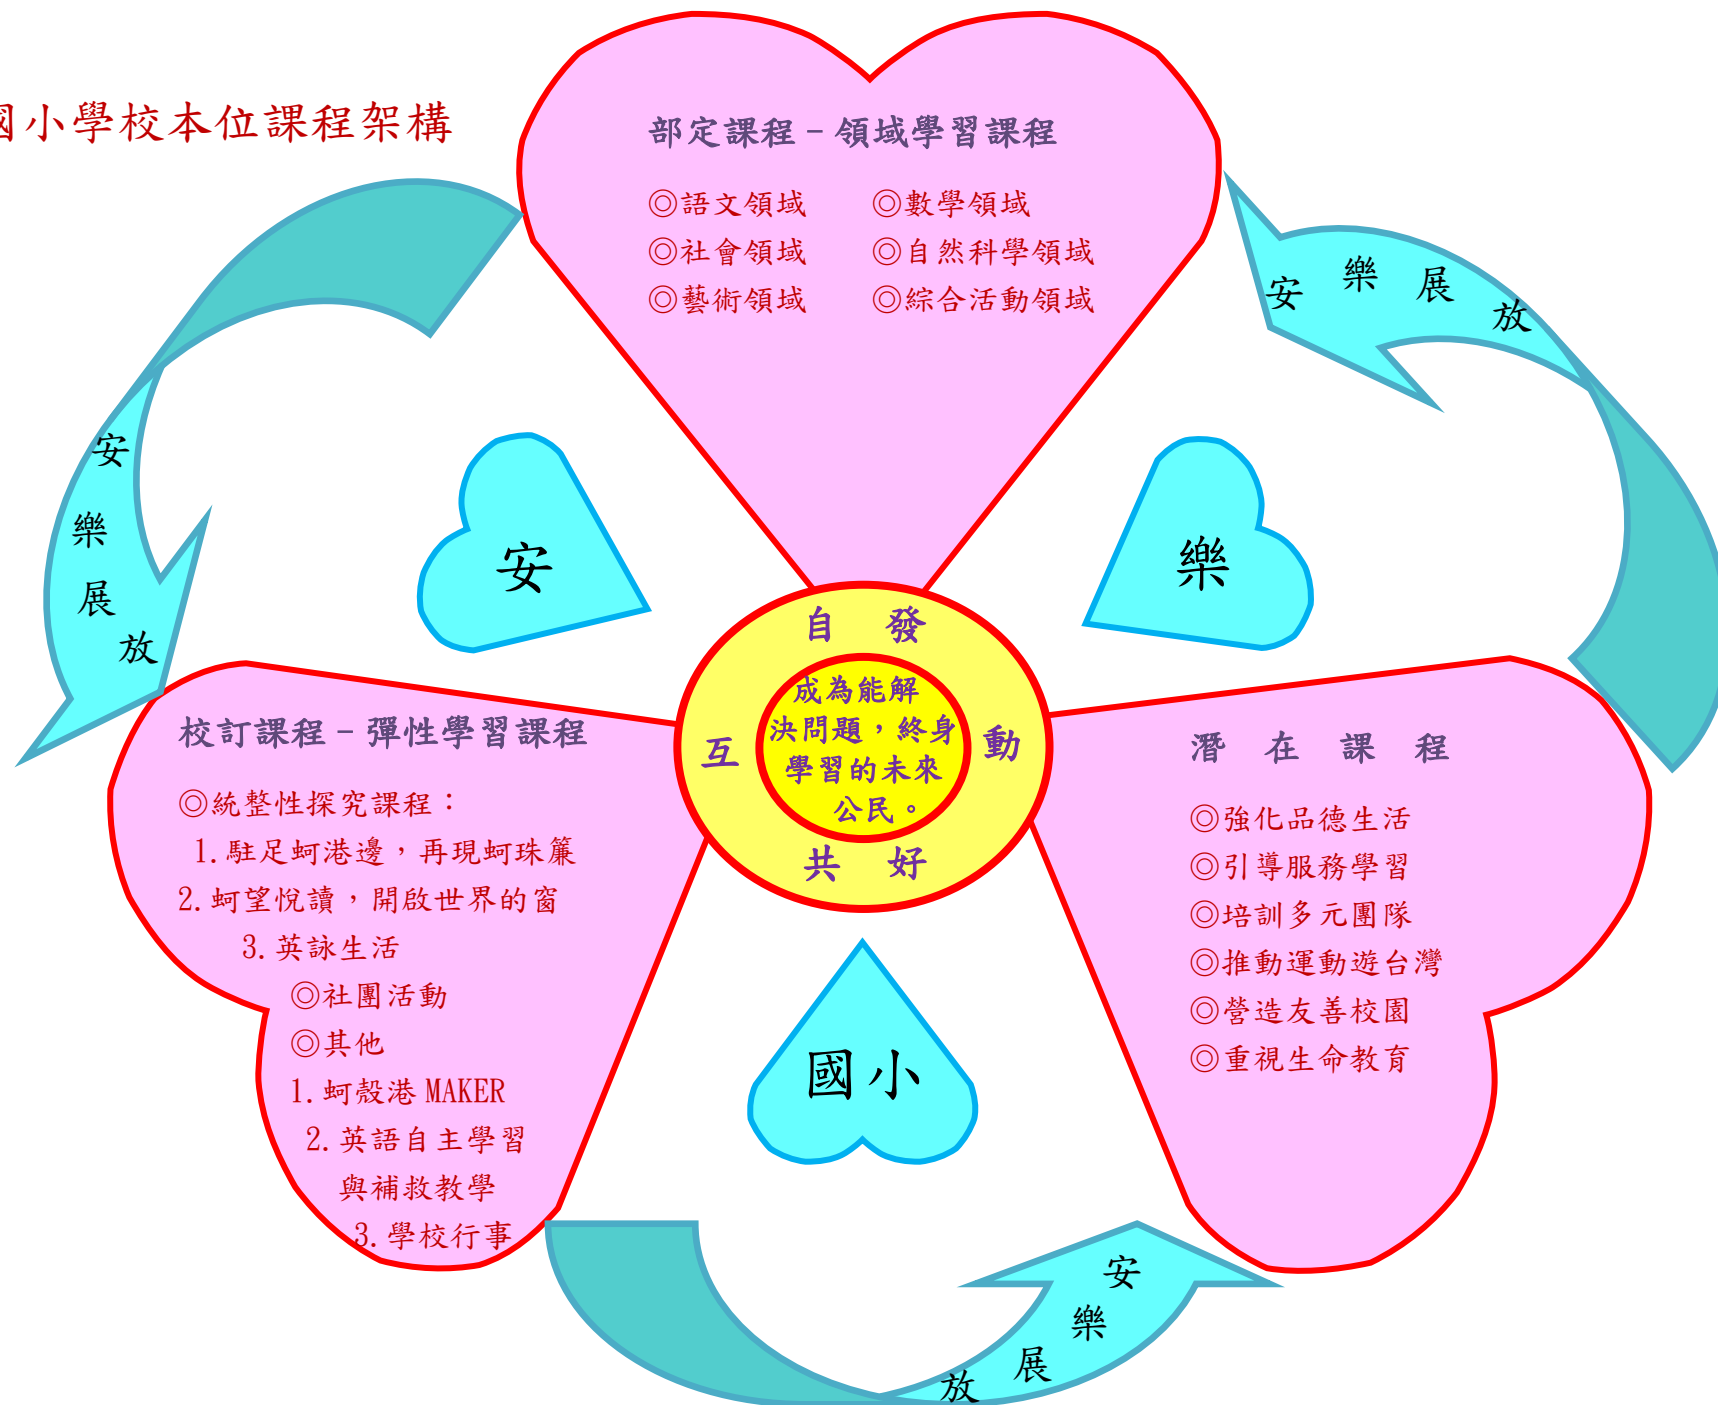 國小學校本位課程架構
部定課程－領域學習課程
◎語文領域　◎數學領域
◎社會領域　◎自然科學領域
◎藝術領域　◎綜合活動領域
安樂展放
安樂展放
安
樂
自發
互動
共好
成為能解
決問題，終身
學習的未來
公民。
校訂課程－彈性學習課程
◎統整性探究課程：
1.駐足蚵港邊，再現蚵珠簾
2.蚵望悅讀，開啟世界的窗
3.英詠生活
◎社團活動
◎其他
1.蚵殼港 MAKER
2.英語自主學習
與補救教學
3.學校行事
潛在課程
◎強化品德生活
◎引導服務學習
◎培訓多元團隊
◎推動運動遊台灣
◎營造友善校園
◎重視生命教育
國小
安樂展放